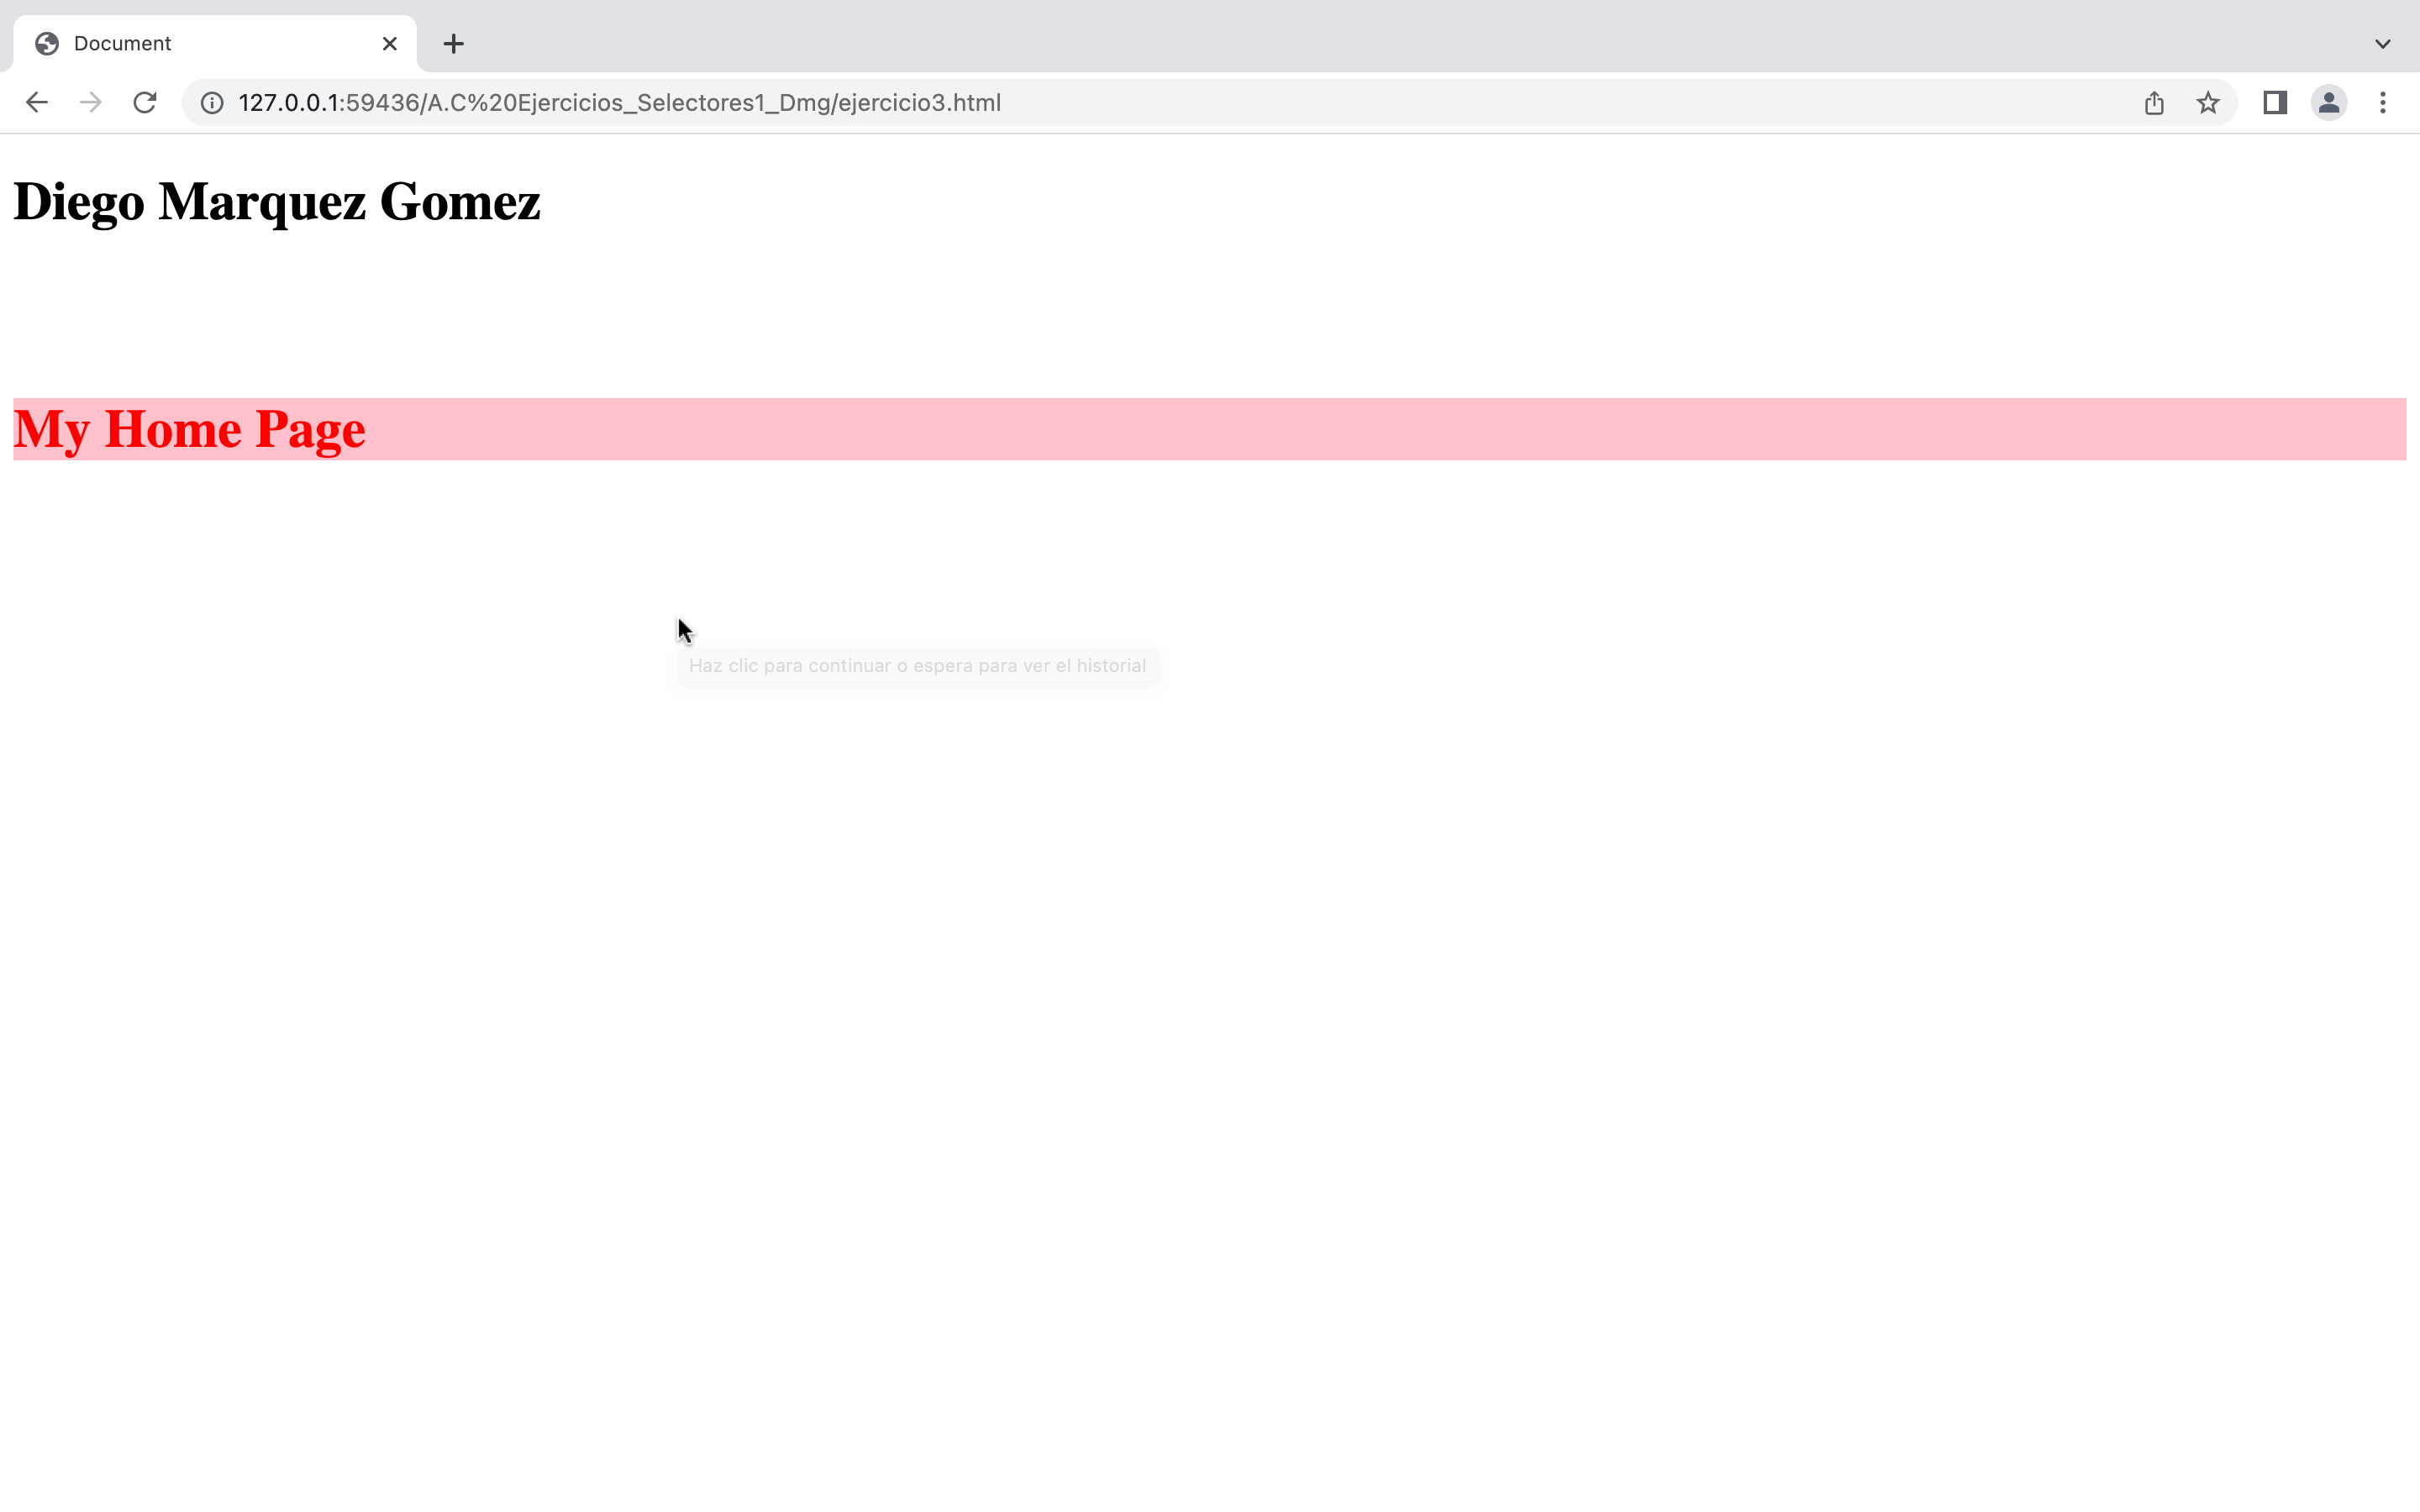 Document
127.0.0.1:59436/A.C%20Ejercicios_Selectores1_Dmg/ejercicio3.html
Diego Marquez Gomez
My Home Page
Haz clic para continuar o espera para ver el historial